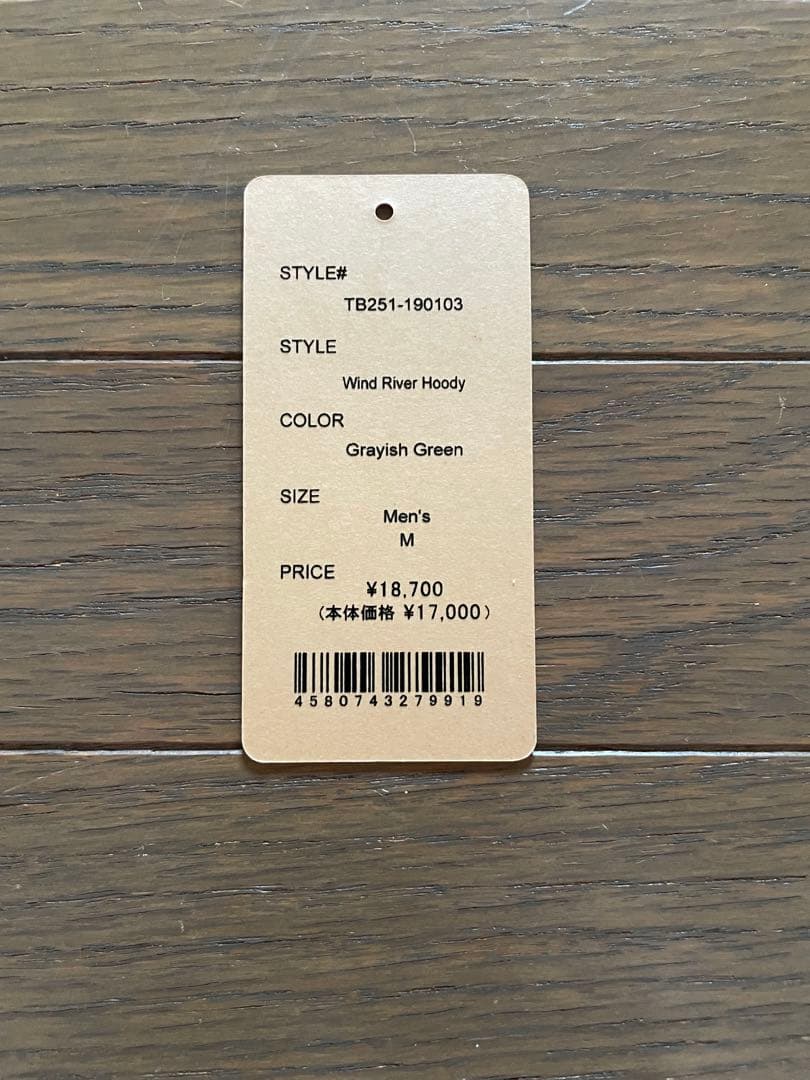 STYLE#
TB251-190103
STYLE
Wind River Hoody
COLOR
Grayish Green
SIZE
Men's
M
PRICE
¥18,700
(本体価格 ¥17,000)
4580743279919